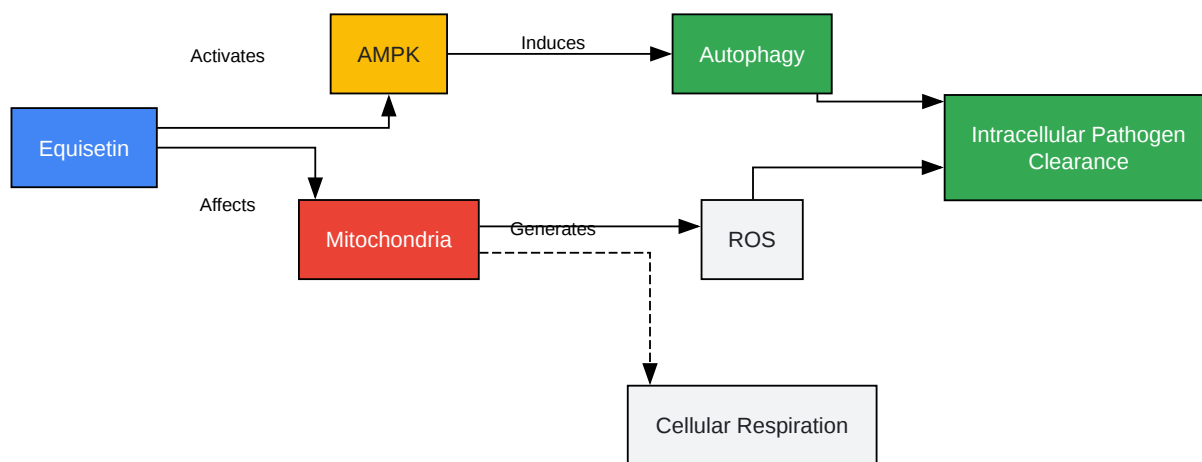 Activates
AMPK
Induces
Autophagy
Equisetin
Intracellular Pathogen
Clearance
Affects
Mitochondria
Generates
ROS
Cellular Respiration